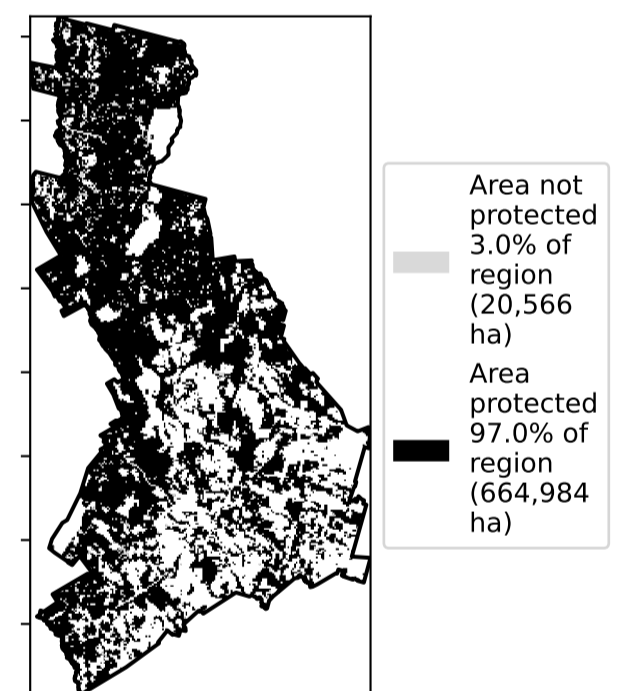 Area not
protected
3.0% of
region
(20,566
ha)
Area
protected
97.0% of
region
(664,984
ha)